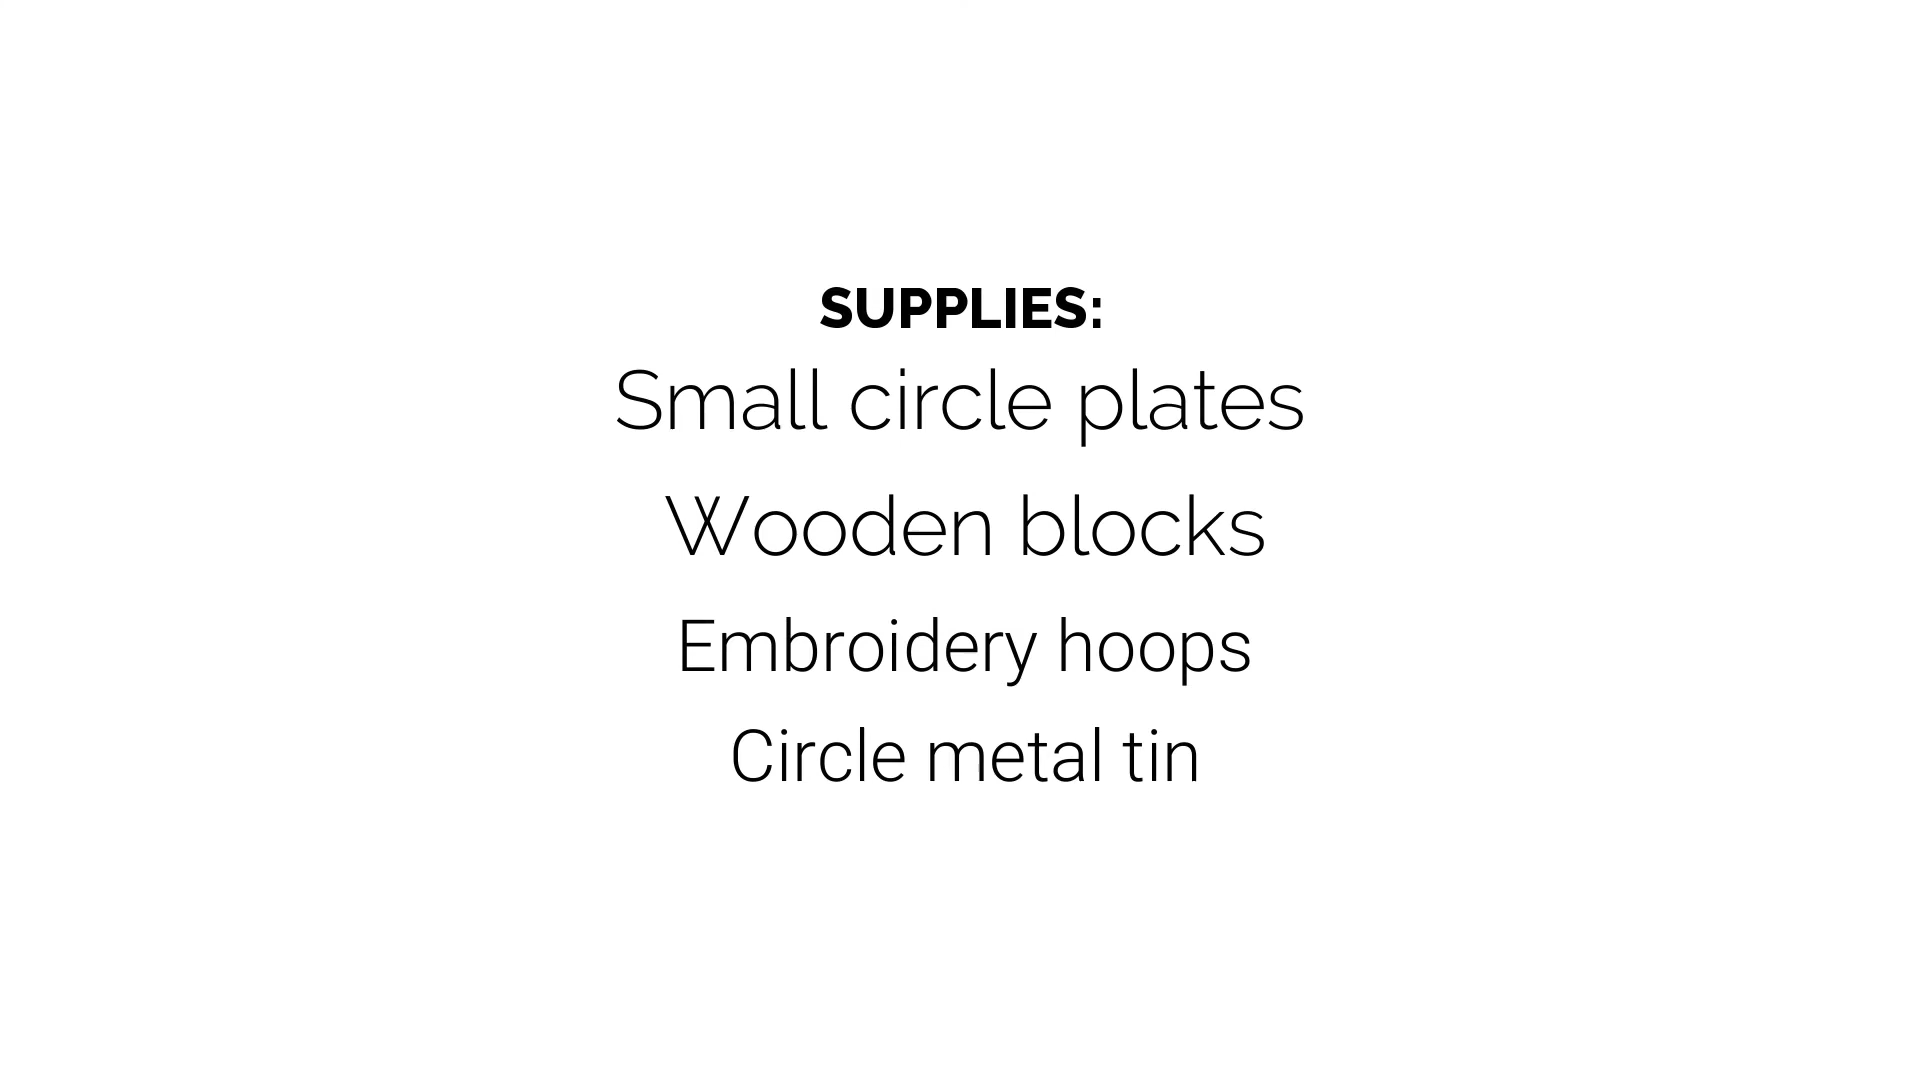 SUPPLIES:
Small circle plates
Wooden blocks
Embroidery hoops
Circle metal tin